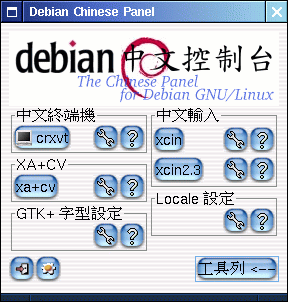 Debian Chinese Panel
debian 中文控制台
The Chinese Panel
for Debian GNU/Linux
中文終端機
crxvt
?
中文輸入
xcin
?
xcin2.3
?
XA+CV
xa+cv
?
GTK+ 字型設定
?
Locale 設定
?
工具列 <--